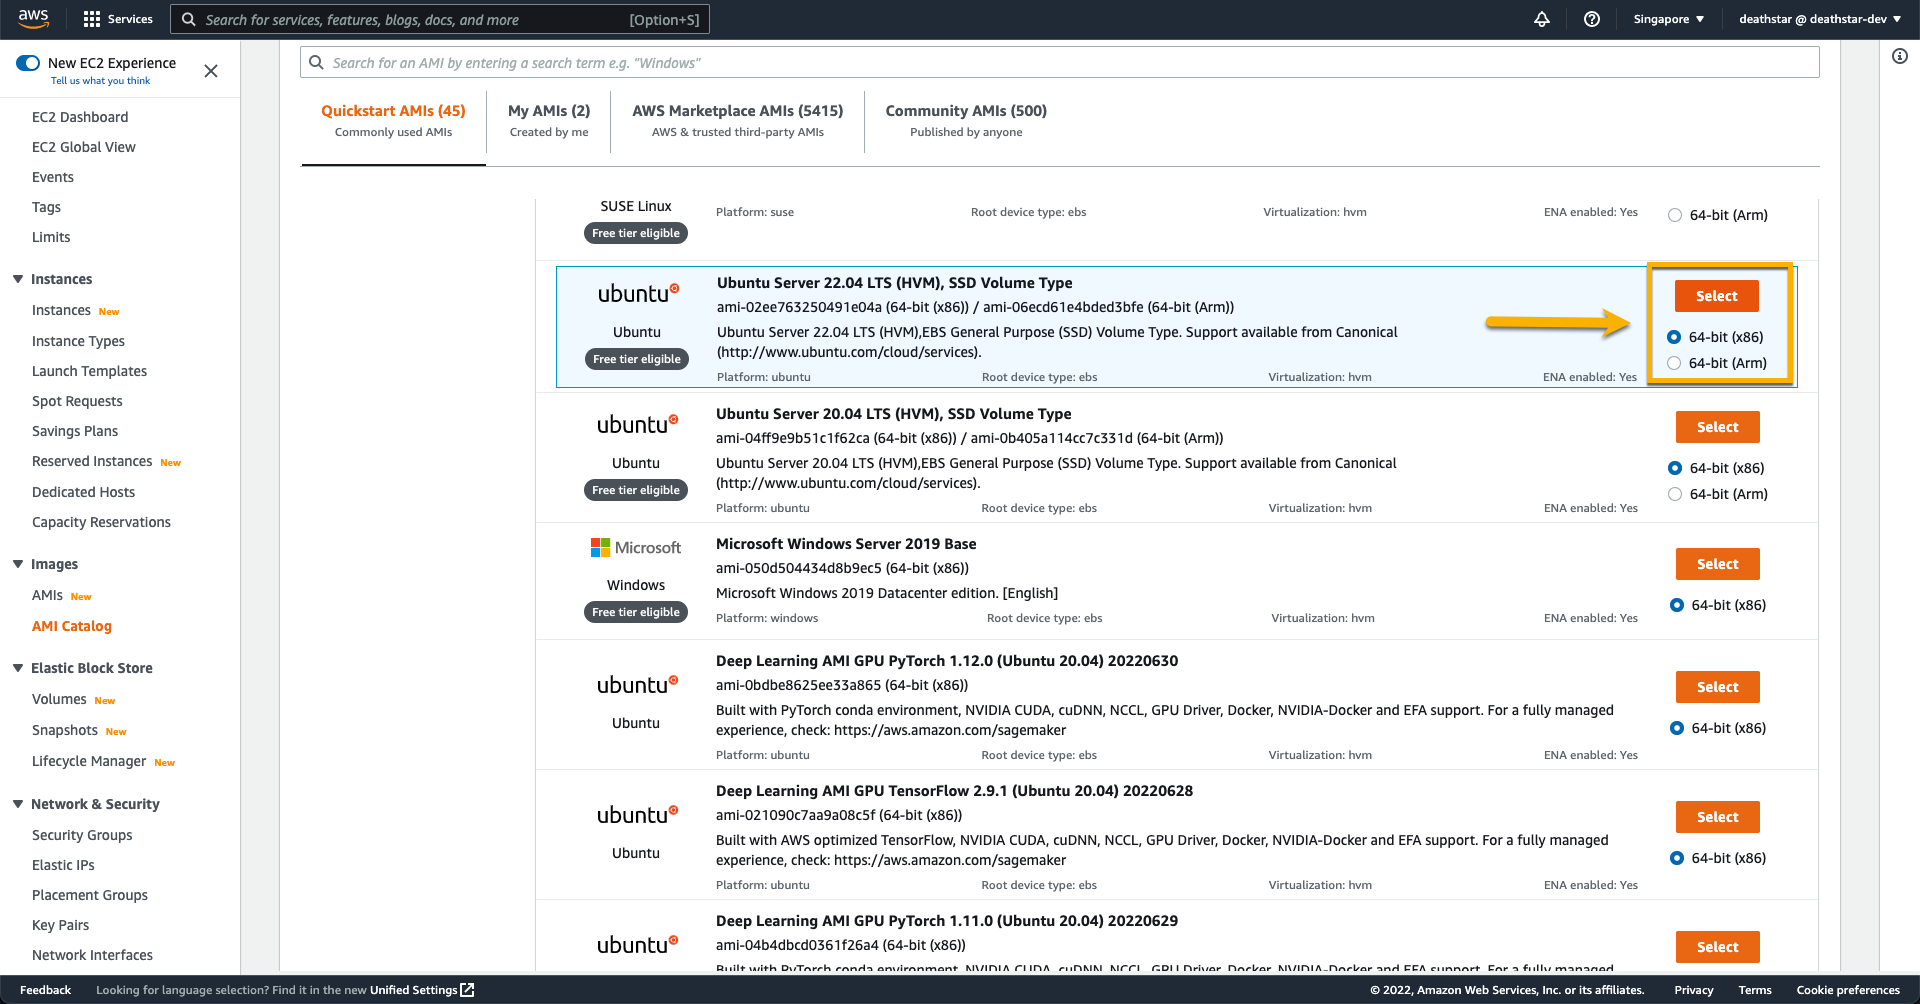 aws
Services
Search for services, features, blogs, docs, and more
[Option+S]
Singapore ▼
deathstar @ deathstar-dev ▼
New EC2 Experience
Tell us what you think
EC2 Dashboard
EC2 Global View
Events
Tags
Limits
Instances
Instances New
Instance Types
Launch Templates
Spot Requests
Savings Plans
Reserved Instances New
Dedicated Hosts
Capacity Reservations
Images
AMIs New
AMI Catalog
Elastic Block Store
Volumes New
Snapshots New
Lifecycle Manager New
Network & Security
Security Groups
Elastic IPs
Placement Groups
Key Pairs
Network Interfaces
Search for an AMI by entering a search term e.g. "Windows"
Quickstart AMIs (45)
Commonly used AMIs
My AMIs (2)
Created by me
AWS Marketplace AMIs (5415)
AWS & trusted third-party AMIs
Community AMIs (500)
Published by anyone
SUSE Linux
Free tier eligible
Platform: suse
Root device type: ebs
Virtualization: hvm
ENA enabled: Yes
64-bit (Arm)
ubuntu
Ubuntu
Free tier eligible
Ubuntu Server 22.04 LTS (HVM), SSD Volume Type
ami-02ee763250491e04a (64-bit (x86)) / ami-06ecd61e4bded3bfe (64-bit (Arm))
Ubuntu Server 22.04 LTS (HVM),EBS General Purpose (SSD) Volume Type. Support available from Canonical
(http://www.ubuntu.com/cloud/services).
Platform: ubuntu
Root device type: ebs
Virtualization: hvm
ENA enabled: Yes
Select
64-bit (x86)
64-bit (Arm)
ubuntu
Ubuntu
Free tier eligible
Ubuntu Server 20.04 LTS (HVM), SSD Volume Type
ami-04ff9e9b51c1f62ca (64-bit (x86)) / ami-0b405a114cc7c331d (64-bit (Arm))
Ubuntu Server 20.04 LTS (HVM),EBS General Purpose (SSD) Volume Type. Support available from Canonical
(http://www.ubuntu.com/cloud/services).
Platform: ubuntu
Root device type: ebs
Virtualization: hvm
ENA enabled: Yes
Select
64-bit (x86)
64-bit (Arm)
Microsoft
Windows
Free tier eligible
Microsoft Windows Server 2019 Base
ami-050d504434d8b9ec5 (64-bit (x86))
Microsoft Windows 2019 Datacenter edition. [English]
Platform: windows
Root device type: ebs
Virtualization: hvm
ENA enabled: Yes
Select
64-bit (x86)
ubuntu
Ubuntu
Deep Learning AMI GPU PyTorch 1.12.0 (Ubuntu 20.04) 20220630
ami-0bdbe8625ee33a865 (64-bit (x86))
Built with PyTorch conda environment, NVIDIA CUDA, cuDNN, NCCL, GPU Driver, Docker, NVIDIA-Docker and EFA support. For a fully managed
experience, check: https://aws.amazon.com/sagemaker
Platform: ubuntu
Root device type: ebs
Virtualization: hvm
ENA enabled: Yes
Select
64-bit (x86)
ubuntu
Ubuntu
Deep Learning AMI GPU TensorFlow 2.9.1 (Ubuntu 20.04) 20220628
ami-021090c7aa9a08c5f (64-bit (x86))
Built with AWS optimized TensorFlow, NVIDIA CUDA, cuDNN, NCCL, GPU Driver, Docker, NVIDIA-Docker and EFA support. For a fully managed
experience, check: https://aws.amazon.com/sagemaker
Platform: ubuntu
Root device type: ebs
Virtualization: hvm
ENA enabled: Yes
Select
64-bit (x86)
ubuntu
Deep Learning AMI GPU PyTorch 1.11.0 (Ubuntu 20.04) 20220629
ami-04b4dbcd0361f26a4 (64-bit (x86))
Built with PyTorch conda environment, NVIDIA CUDA, cuDNN, NCCL, GPU Driver, Docker, NVIDIA-Docker and EFA support. For a fully managed
Select
Feedback
Looking for language selection? Find it in the new Unified Settings
© 2022, Amazon Web Services, Inc. or its affiliates.
Privacy
Terms
Cookie preferences